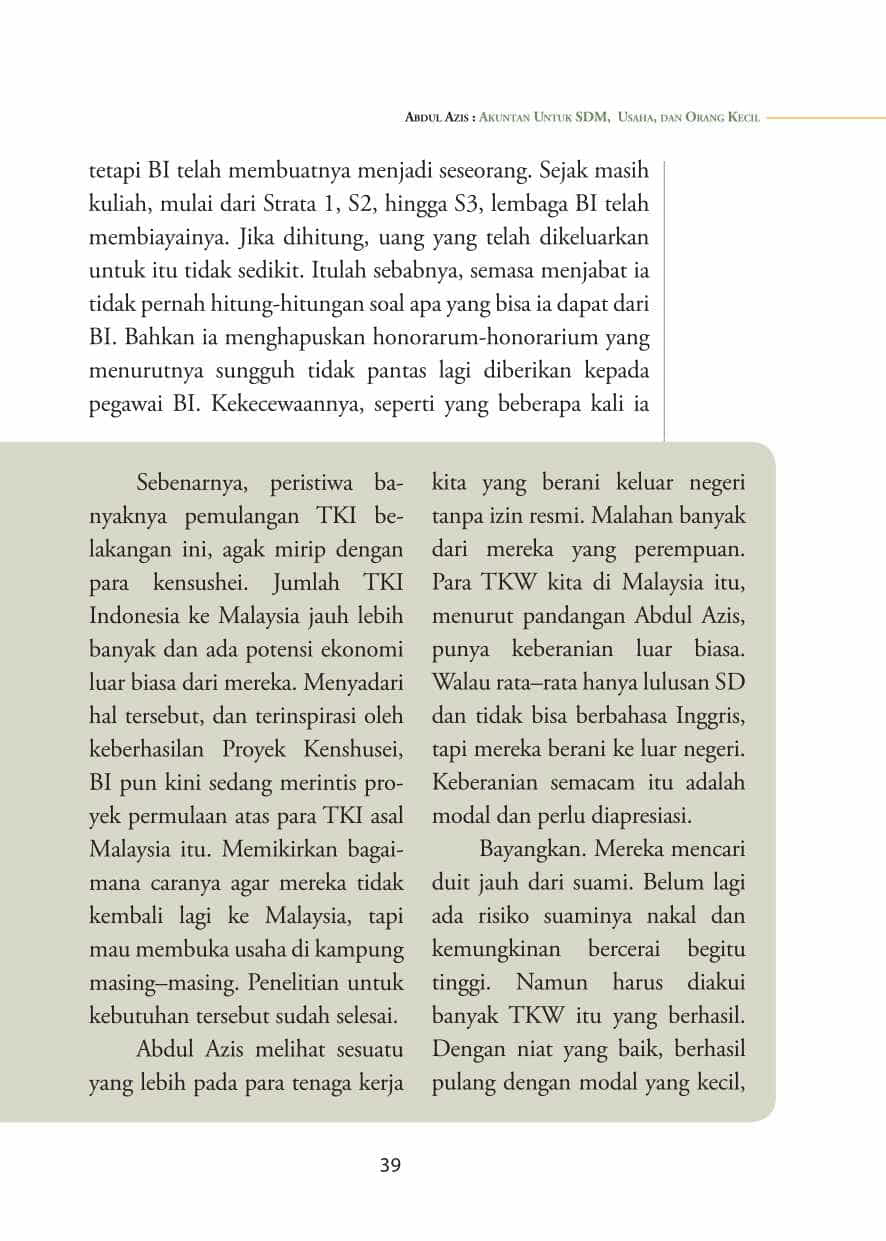 Abdul Azis : Akuntan Untuk SDM, Usaha, dan Orang Kecil
tetapi BI telah membuatnya menjadi seseorang. Sejak masih
kuliah, mulai dari Strata 1, S2, hingga S3, lembaga BI telah
membiayainya. Jika dihitung, uang yang telah dikeluarkan
untuk itu tidak sedikit. Itulah sebabnya, semasa menjabat ia
tidak pernah hitung-hitungan soal apa yang bisa ia dapat dari
BI. Bahkan ia menghapuskan honorarum-honorarium yang
menurutnya sungguh tidak pantas lagi diberikan kepada
pegawai BI. Kekecewaannya, seperti yang beberapa kali ia
Sebenarnya, peristiwa ba-
nyaknya pemulangan TKI be-
lakangan ini, agak mirip dengan
para kensushei. Jumlah TKI
Indonesia ke Malaysia jauh lebih
banyak dan ada potensi ekonomi
luar biasa dari mereka. Menyadari
hal tersebut, dan terinspirasi oleh
keberhasilan Proyek Kenshusei,
BI pun kini sedang merintis pro-
yek permulaan atas para TKI asal
Malaysia itu. Memikirkan bagai-
mana caranya agar mereka tidak
kembali lagi ke Malaysia, tapi
mau membuka usaha di kampung
masing–masing. Penelitian untuk
kebutuhan tersebut sudah selesai.
Abdul Azis melihat sesuatu
yang lebih pada para tenaga kerja
kita yang berani keluar negeri
tanpa izin resmi. Malahan banyak
dari mereka yang perempuan.
Para TKW kita di Malaysia itu,
menurut pandangan Abdul Azis,
punya keberanian luar biasa.
Walau rata–rata hanya lulusan SD
dan tidak bisa berbahasa Inggris,
tapi mereka berani ke luar negeri.
Keberanian semacam itu adalah
modal dan perlu diapresiasi.
Bayangkan. Mereka mencari
duit jauh dari suami. Belum lagi
ada risiko suaminya nakal dan
kemungkinan bercerai begitu
tinggi. Namun harus diakui
banyak TKW itu yang berhasil.
Dengan niat yang baik, berhasil
pulang dengan modal yang kecil,
39